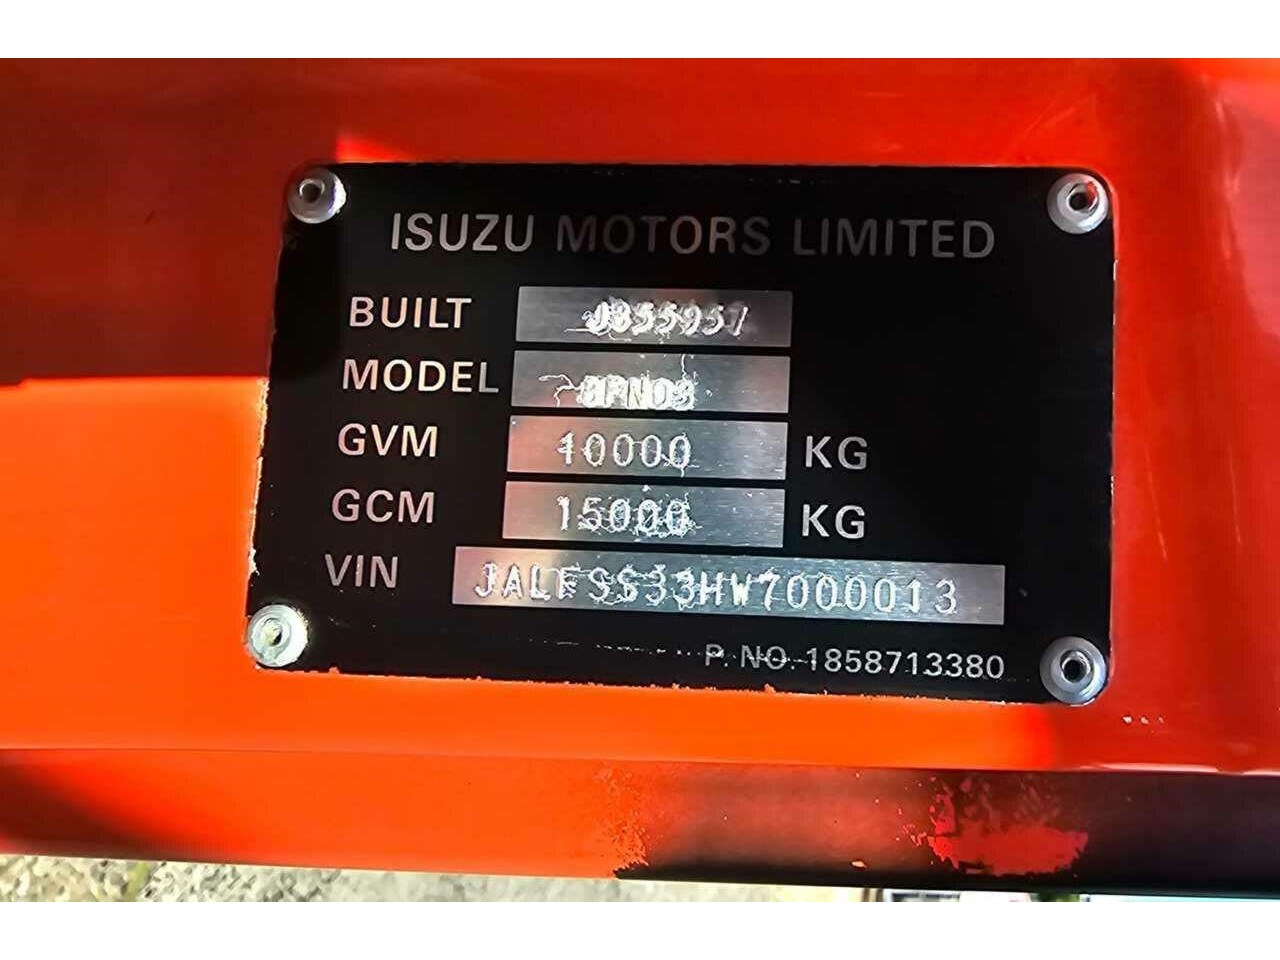 ISUZU MOTORS LIMITED
BUILT
MODEL
GVM 10000 KG
GCM 15000 KG
VIN JALFSS33HW7000013
P. NO. 1858713380